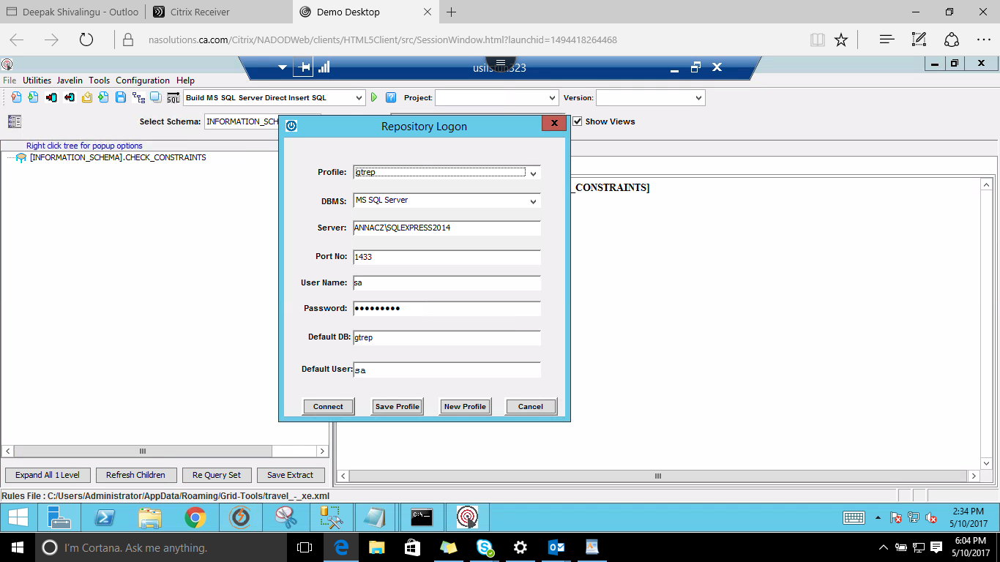 Deepak Shivalingu - Outloo
Citrix Receiver
Demo Desktop
nasolutions.ca.com/Citrix/NADODWeb/clients/HTML5Client/src/SessionWindow.html?launchid=1494418264468
File Utilities Javelin Tools Configuration Help
SQL
Build MS SQL Server Direct Insert SQL
Project:
Version:
Select Schema:
INFORMATION_SCH
Show Views
Right click tree for popup options
[INFORMATION_SCHEMA].CHECK_CONSTRAINTS
_CONSTRAINTS]
Repository Logon
Profile: gtrep
DBMS: MS SQL Server
Server: ANNACZ\SQLEXPRESS2014
Port No: 1433
User Name: sa
Password: •••••••••
Default DB: gtrep
Default User: sa
Connect Save Profile New Profile Cancel
Expand All 1 Level Refresh Children Re Query Set Save Extract
Rules File : C:/Users/Administrator/AppData/Roaming/Grid-Tools/travel_-_xe.xml
C:\_
2:34 PM
5/10/2017
I'm Cortana. Ask me anything.
6:04 PM
5/10/2017